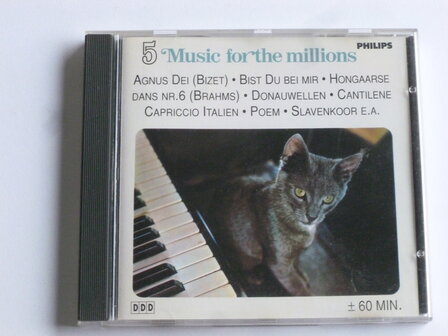 5 Music for the millions
PHILIPS
AGNUS DEI (BIZET) • BIST DU BEI MIR • HONGAARSE
DANS NR.6 (BRAHMS) • DONAUWELLEN • CANTILENE
CAPRICCIO ITALIEN • POEM • SLAVENKOOR E.A.
DDD
± 60 MIN.